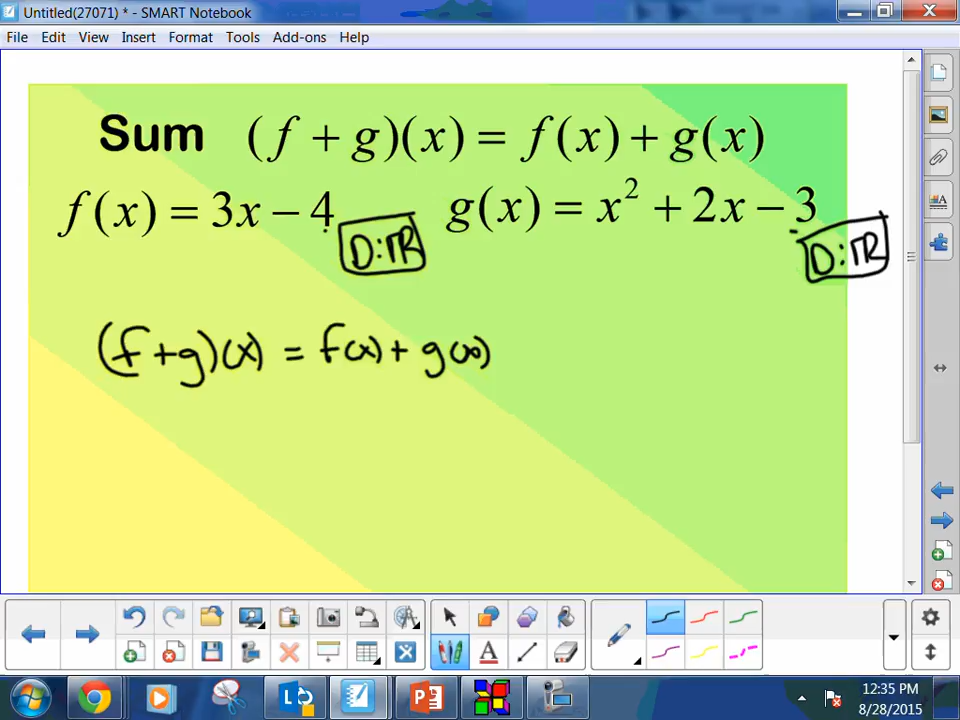 Untitled(27071) * - SMART Notebook
File Edit View Insert Format Tools Add-ons Help
Sum (f + g)(x) = f(x) + g(x)
f(x) = 3x − 4 g(x) = x² + 2x − 3
D:ℝ D:ℝ
(f+g)(x) = f(x) + g(x)
12:35 PM
8/28/2015